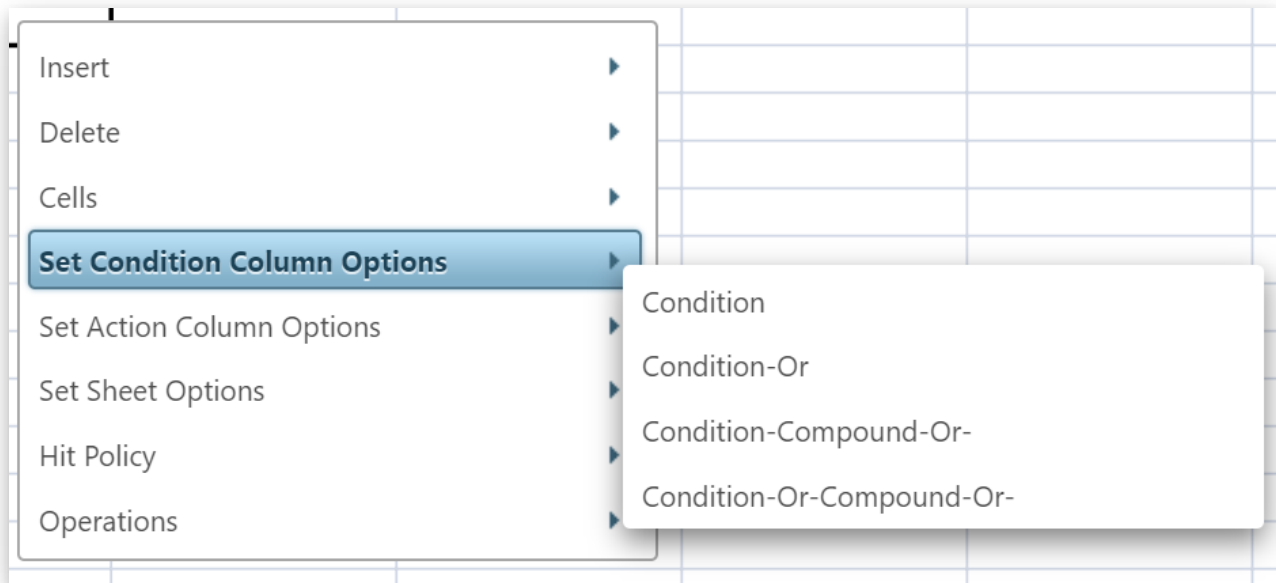 Insert
Delete
Cells
Set Condition Column Options
Set Action Column Options
Set Sheet Options
Hit Policy
Operations
Condition
Condition-Or
Condition-Compound-Or-
Condition-Or-Compound-Or-